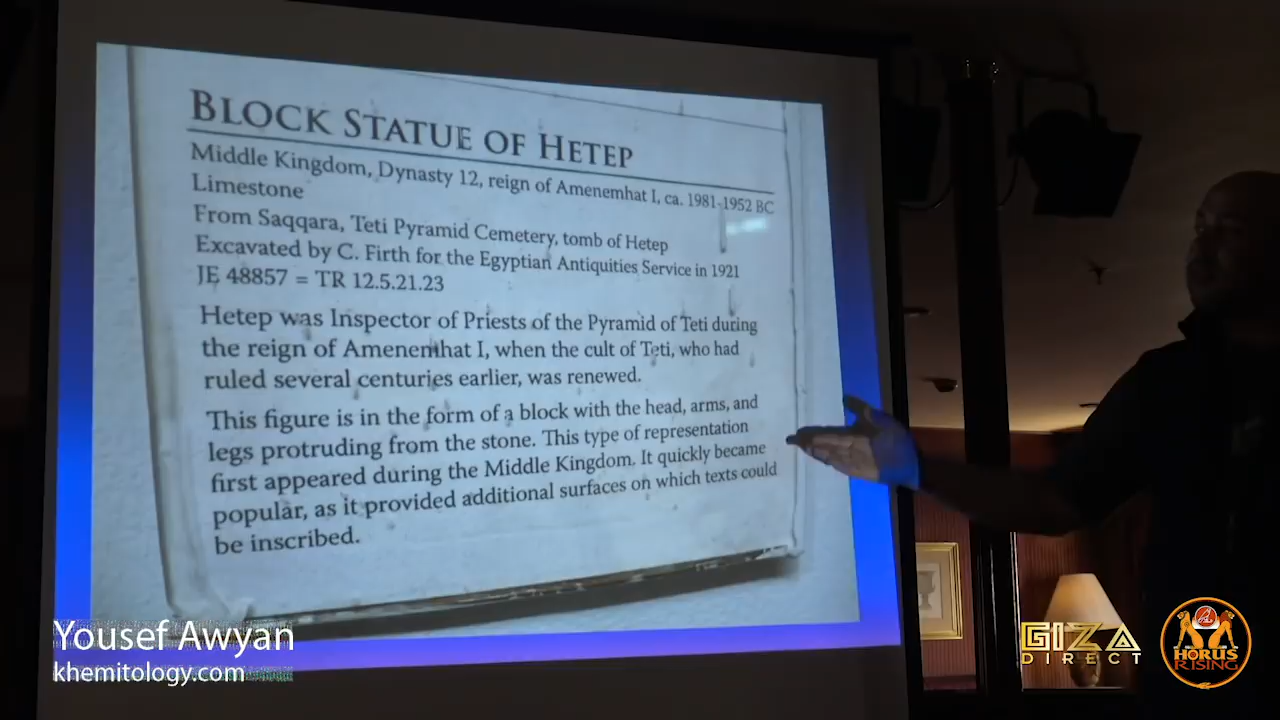 BLOCK STATUE OF HETEP
Middle Kingdom, Dynasty 12, reign of Amenemhat I, ca. 1981-1952 BC
Limestone
From Saqqara, Teti Pyramid Cemetery, tomb of Hetep
Excavated by C. Firth for the Egyptian Antiquities Service in 1921
JE 48857 = TR 12.5.21.23
Hetep was Inspector of Priests of the Pyramid of Teti during
the reign of Amenemhat I, when the cult of Teti, who had
ruled several centuries earlier, was renewed.
This figure is in the form of a block with the head, arms, and
legs protruding from the stone. This type of representation
first appeared during the Middle Kingdom. It quickly became
popular, as it provided additional surfaces on which texts could
be inscribed.
Yousef Awyan
khemitology.com
GIZA
DIRECT
HORUS
RISING